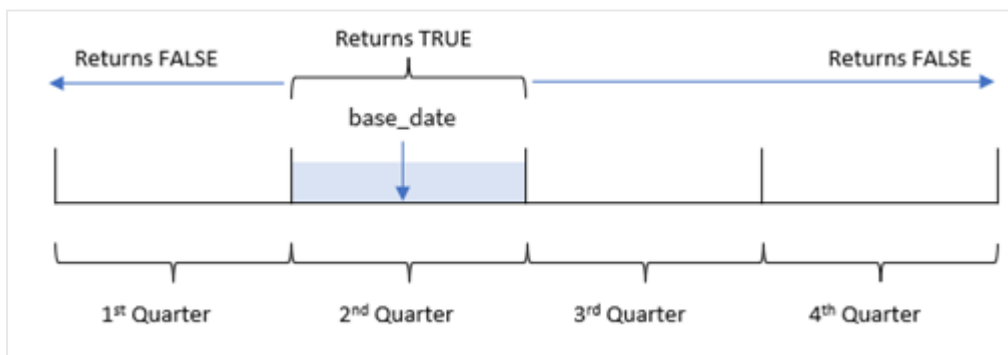 Returns TRUE
Returns FALSE
Returns FALSE
base_date
1st Quarter
2nd Quarter
3rd Quarter
4th Quarter